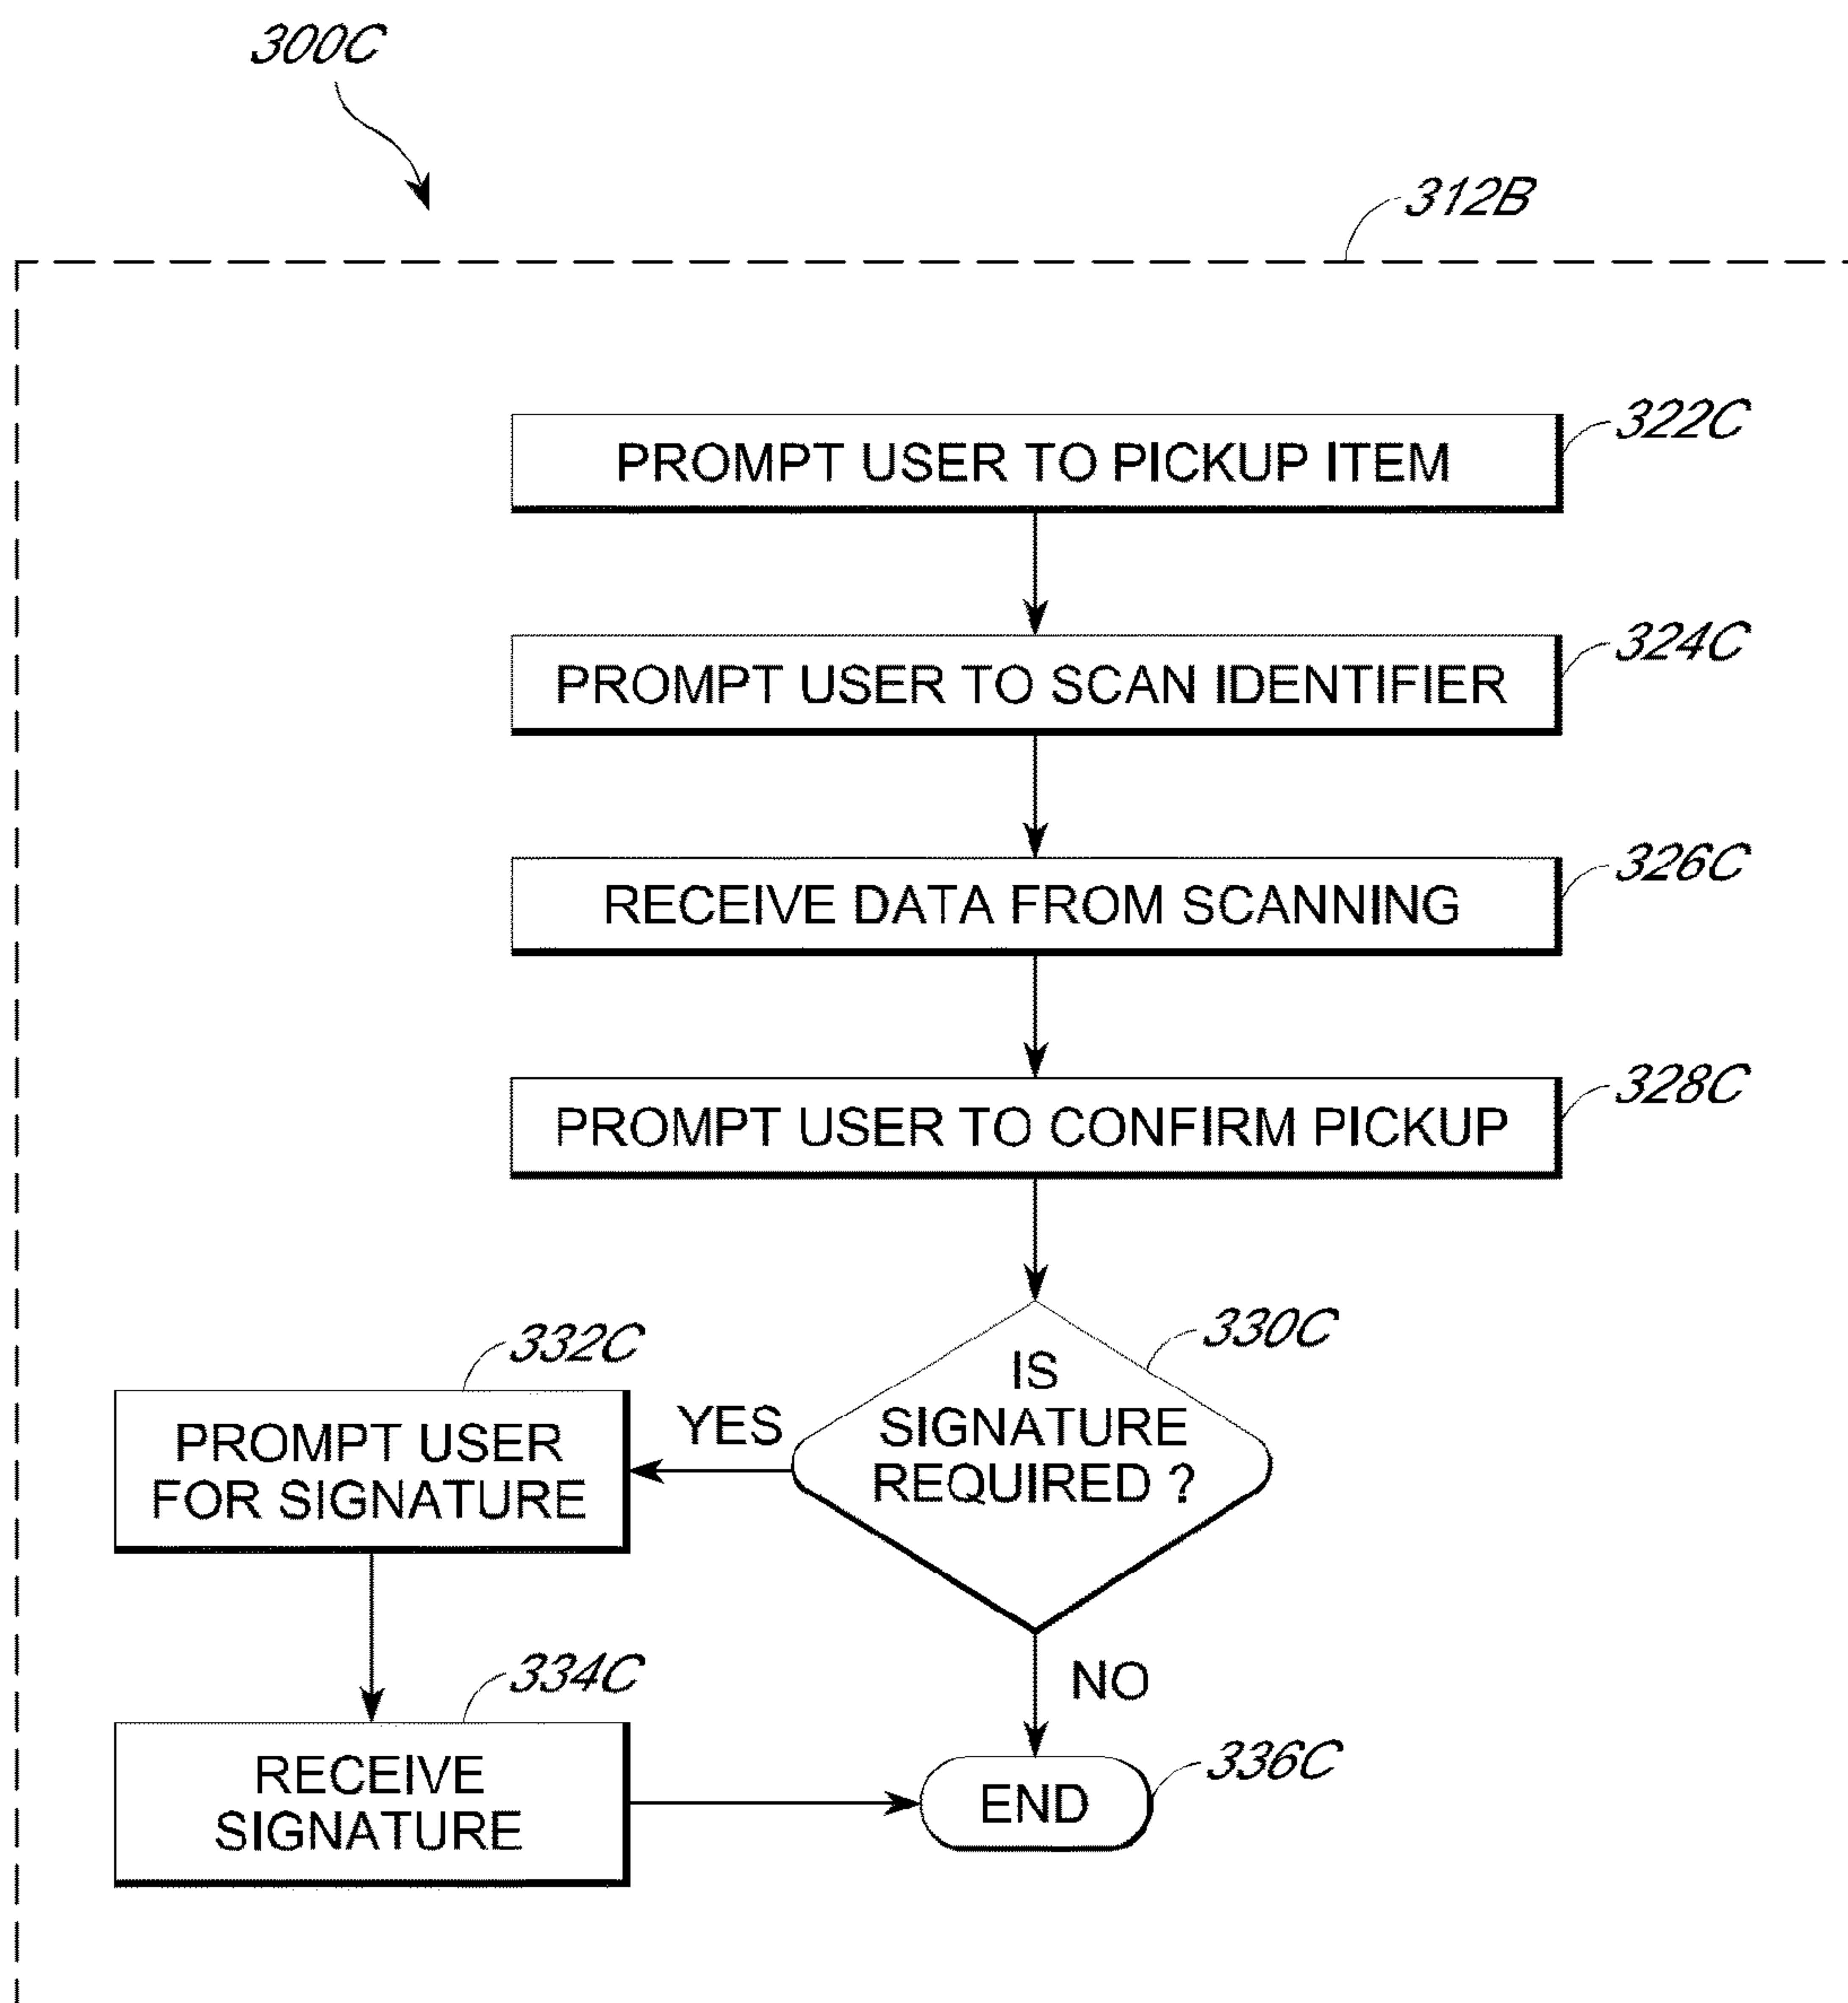 300C
312B
PROMPT USER TO PICKUP ITEM
322C
PROMPT USER TO SCAN IDENTIFIER
324C
RECEIVE DATA FROM SCANNING
326C
PROMPT USER TO CONFIRM PICKUP
328C
IS
SIGNATURE
REQUIRED ?
330C
YES
332C
PROMPT USER
FOR SIGNATURE
334C
RECEIVE
SIGNATURE
NO
END
336C